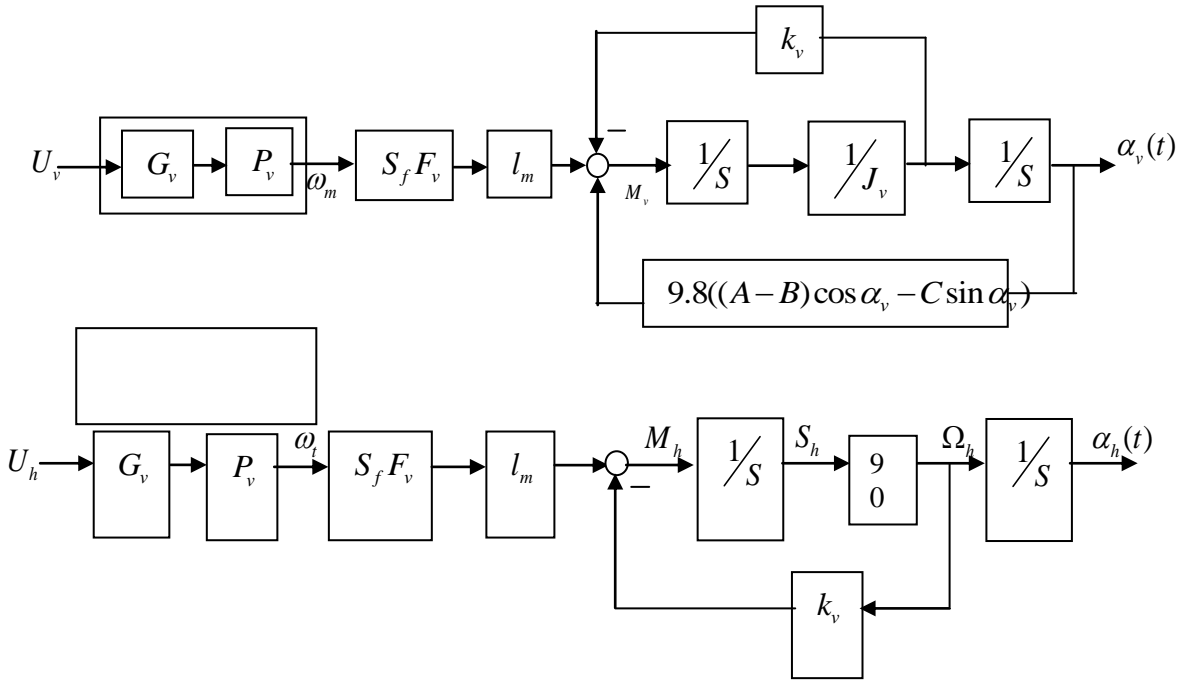 k_v
U_v G_v P_v ω_m S_f F_v l_m − M_v 1/S 1/J_v 1/S α_v(t)
9.8((A−B)cos α_v − C sin α_v)
U_h G_v P_v ω_t S_f F_v l_m − M_h 1/S S_h 9 0 Ω_h 1/S α_h(t)
k_v